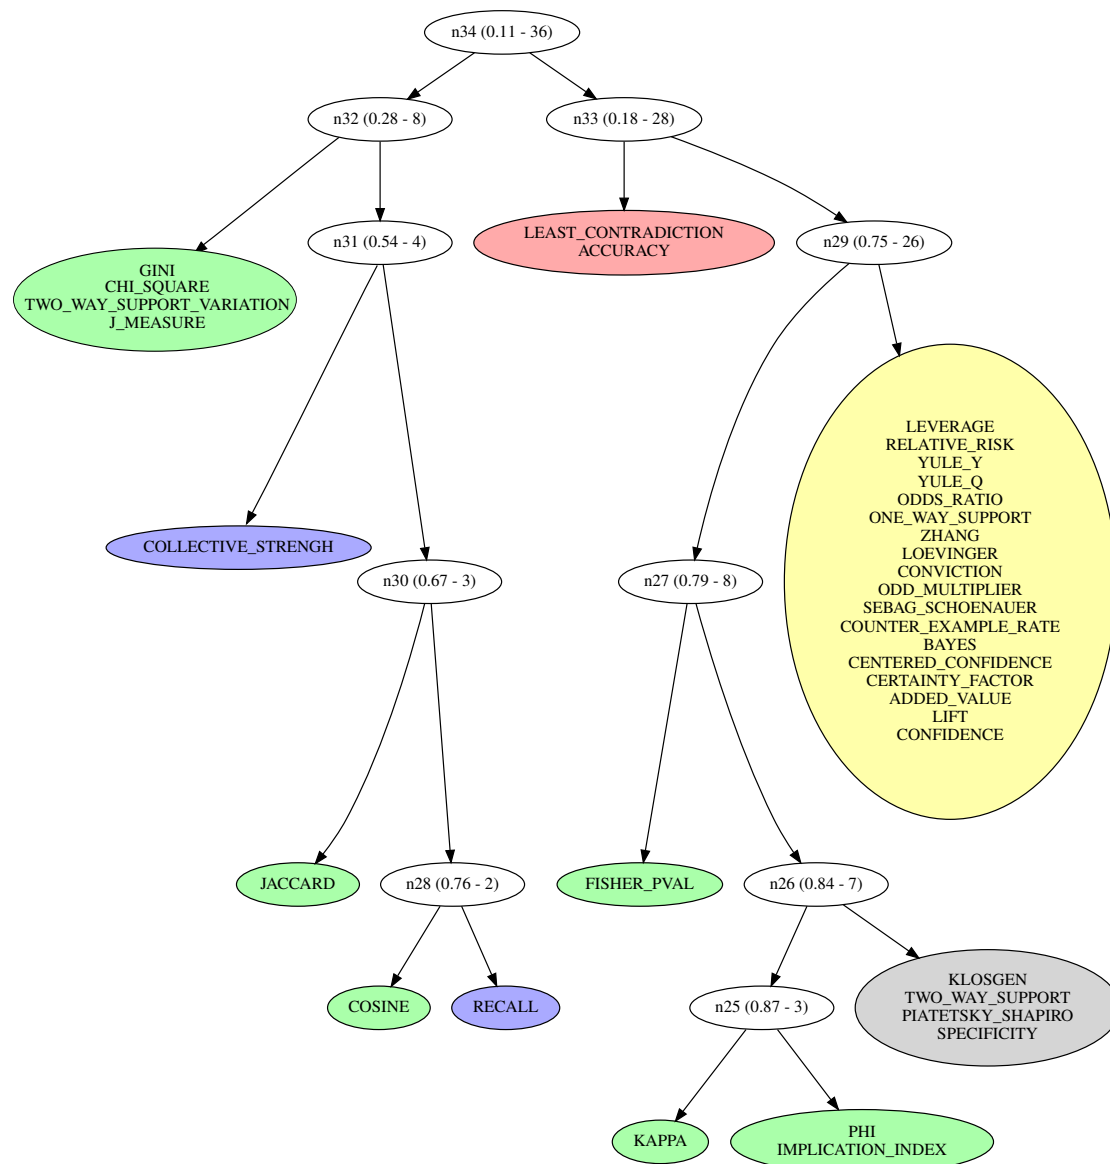 n34 (0.11 - 36)
n32 (0.28 - 8)
n33 (0.18 - 28)
n31 (0.54 - 4)
LEAST_CONTRADICTION
ACCURACY
n29 (0.75 - 26)
GINI
CHI_SQUARE
TWO_WAY_SUPPORT_VARIATION
J_MEASURE
LEVERAGE
RELATIVE_RISK
YULE_Y
YULE_Q
ODDS_RATIO
ONE_WAY_SUPPORT
ZHANG
LOEVINGER
CONVICTION
ODD_MULTIPLIER
SEBAG_SCHOENAUER
COUNTER_EXAMPLE_RATE
BAYES
CENTERED_CONFIDENCE
CERTAINTY_FACTOR
ADDED_VALUE
LIFT
CONFIDENCE
COLLECTIVE_STRENGH
n30 (0.67 - 3)
n27 (0.79 - 8)
JACCARD
n28 (0.76 - 2)
FISHER_PVAL
n26 (0.84 - 7)
COSINE
RECALL
n25 (0.87 - 3)
KLOSGEN
TWO_WAY_SUPPORT
PIATETSKY_SHAPIRO
SPECIFICITY
KAPPA
PHI
IMPLICATION_INDEX